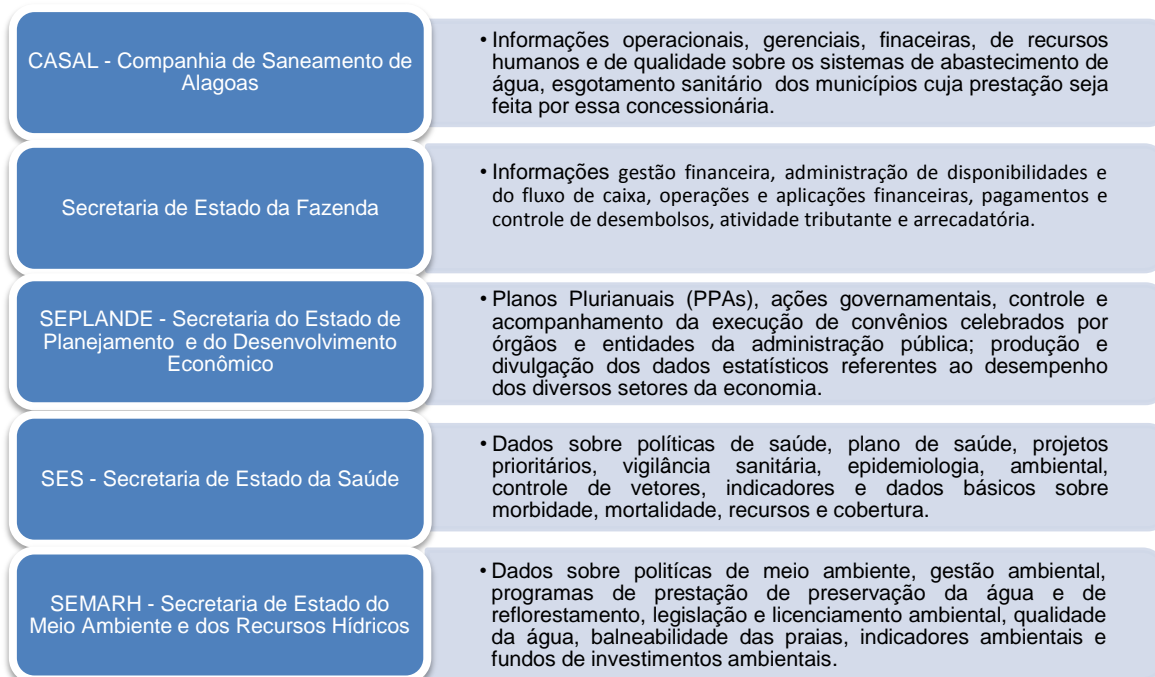 CASAL - Companhia de Saneamento de
Alagoas
• Informações operacionais, gerenciais, finaceiras, de recursos
humanos e de qualidade sobre os sistemas de abastecimento de
água, esgotamento sanitário dos municípios cuja prestação seja
feita por essa concessionária.
Secretaria de Estado da Fazenda
• Informações gestão financeira, administração de disponibilidades e
do fluxo de caixa, operações e aplicações financeiras, pagamentos e
controle de desembolsos, atividade tributante e arrecadatória.
SEPLANDE - Secretaria do Estado de
Planejamento e do Desenvolvimento
Econômico
• Planos Plurianuais (PPAs), ações governamentais, controle e
acompanhamento da execução de convênios celebrados por
órgãos e entidades da administração pública; produção e
divulgação dos dados estatísticos referentes ao desempenho
dos diversos setores da economia.
SES - Secretaria de Estado da Saúde
• Dados sobre políticas de saúde, plano de saúde, projetos
prioritários, vigilância sanitária, epidemiologia, ambiental,
controle de vetores, indicadores e dados básicos sobre
morbidade, mortalidade, recursos e cobertura.
SEMARH - Secretaria de Estado do
Meio Ambiente e dos Recursos Hídricos
• Dados sobre politícas de meio ambiente, gestão ambiental,
programas de prestação de preservação da água e de
reflorestamento, legislação e licenciamento ambiental, qualidade
da água, balneabilidade das praias, indicadores ambientais e
fundos de investimentos ambientais.